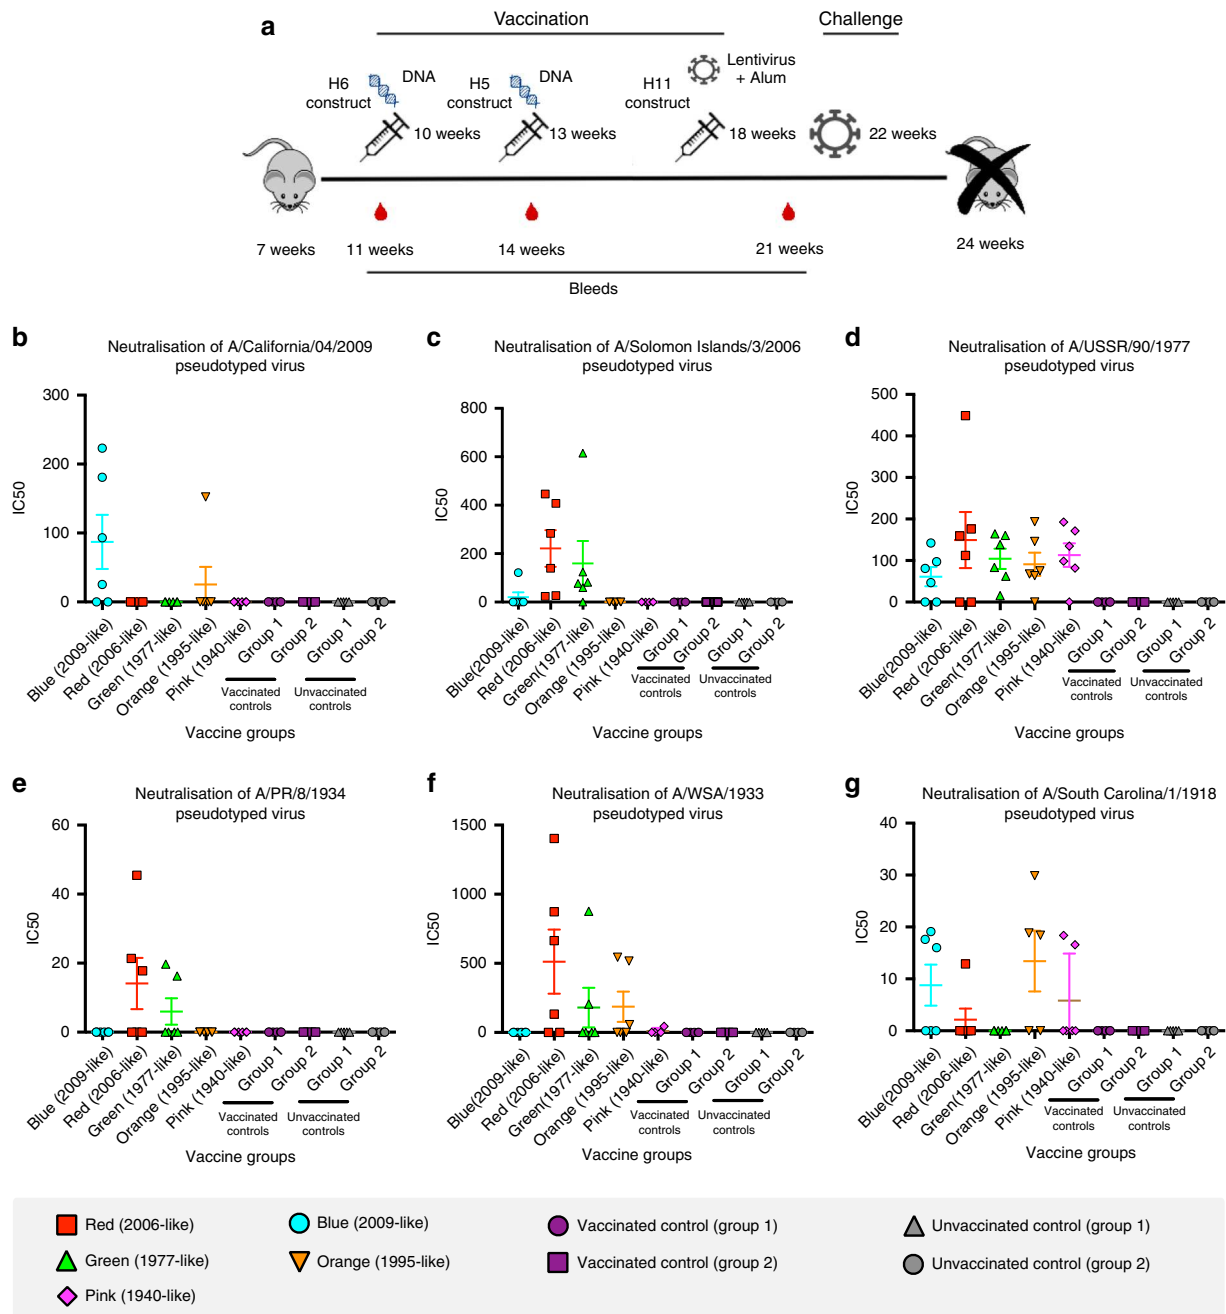 a
Vaccination
Challenge
H6 construct
DNA
10 weeks
H5 construct
DNA
13 weeks
H11 construct
Lentivirus + Alum
18 weeks
22 weeks
7 weeks
11 weeks
14 weeks
21 weeks
24 weeks
Bleeds
b
Neutralisation of A/California/04/2009
pseudotyped virus
IC50
300
200
100
0
Blue (2009-like)
Red (2006-like)
Green (1977-like)
Orange (1995-like)
Pink (1940-like)
Group 1
Group 2
Group 1
Group 2
Vaccinated controls
Unvaccinated controls
Vaccine groups
c
Neutralisation of A/Solomon Islands/3/2006
pseudotyped virus
IC50
800
600
400
200
0
Blue(2009-like)
Red (2006-like)
Green(1977-like)
Orange (1995-like)
Pink (1940-like)
Group 1
Group 2
Group 1
Group 2
Vaccinated controls
Unvaccinated controls
Vaccine groups
d
Neutralisation of A/USSR/90/1977
pseudotyped virus
IC50
500
400
300
200
100
0
Blue(2009-like)
Red (2006-like)
Green(1977-like)
Orange (1995-like)
Pink (1940-like)
Group 1
Group 2
Group 1
Group 2
Vaccinated controls
Unvaccinated controls
Vaccine groups
e
Neutralisation of A/PR/8/1934
pseudotyped virus
IC50
60
40
20
0
Blue (2009-like)
Red (2006-like)
Green (1977-like)
Orange (1995-like)
Pink (1940-like)
Group 1
Group 2
Group 1
Group 2
Vaccinated controls
Unvaccinated controls
Vaccine groups
f
Neutralisation of A/WSA/1933
pseudotyped virus
IC50
1500
1000
500
0
Blue(2009-like)
Red (2006-like)
Green(1977-like)
Orange (1995-like)
Pink (1940-like)
Group 1
Group 2
Group 1
Group 2
Vaccinated controls
Unvaccinated controls
Vaccine groups
g
Neutralisation of A/South Carolina/1/1918
pseudotyped virus
IC50
40
30
20
10
0
Blue(2009-like)
Red (2006-like)
Green(1977-like)
Orange (1995-like)
Pink (1940-like)
Group 1
Group 2
Group 1
Group 2
Vaccinated controls
Unvaccinated controls
Vaccine groups
Red (2006-like)
Blue (2009-like)
Vaccinated control (group 1)
Unvaccinated control (group 1)
Green (1977-like)
Orange (1995-like)
Vaccinated control (group 2)
Unvaccinated control (group 2)
Pink (1940-like)